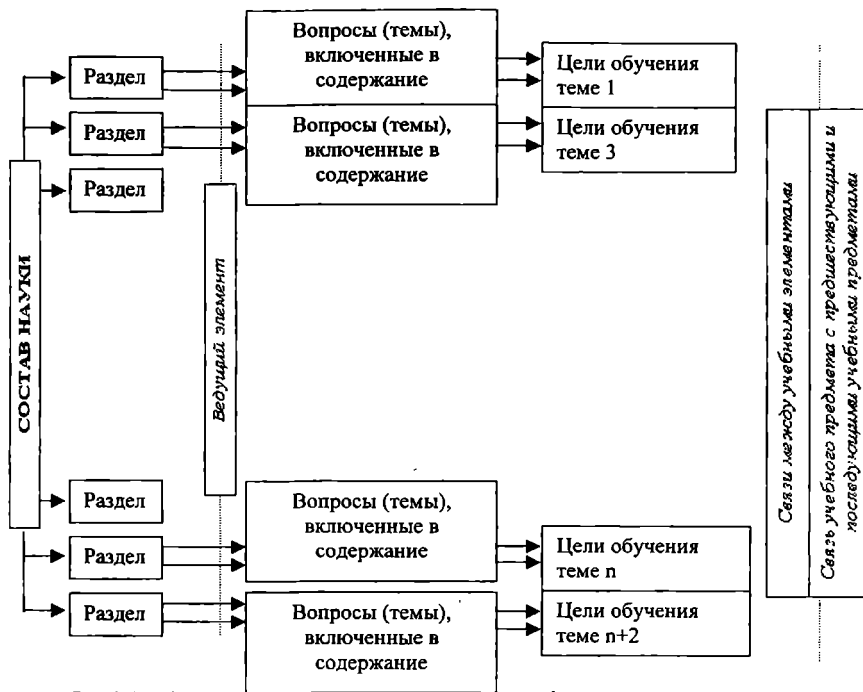 СОСТАВ НАУКИ
Раздел
Раздел
Раздел
Раздел
Раздел
Раздел
Ведущий элемент
Вопросы (темы),
включенные в
содержание
Вопросы (темы),
включенные в
содержание
Вопросы (темы),
включенные в
содержание
Вопросы (темы),
включенные в
содержание
Цели обучения
теме 1
Цели обучения
теме 3
Цели обучения
теме n
Цели обучения
теме n+2
Связи между учебными элементами
Связь учебного предмета с предшествующими и
последующими учебными предметами